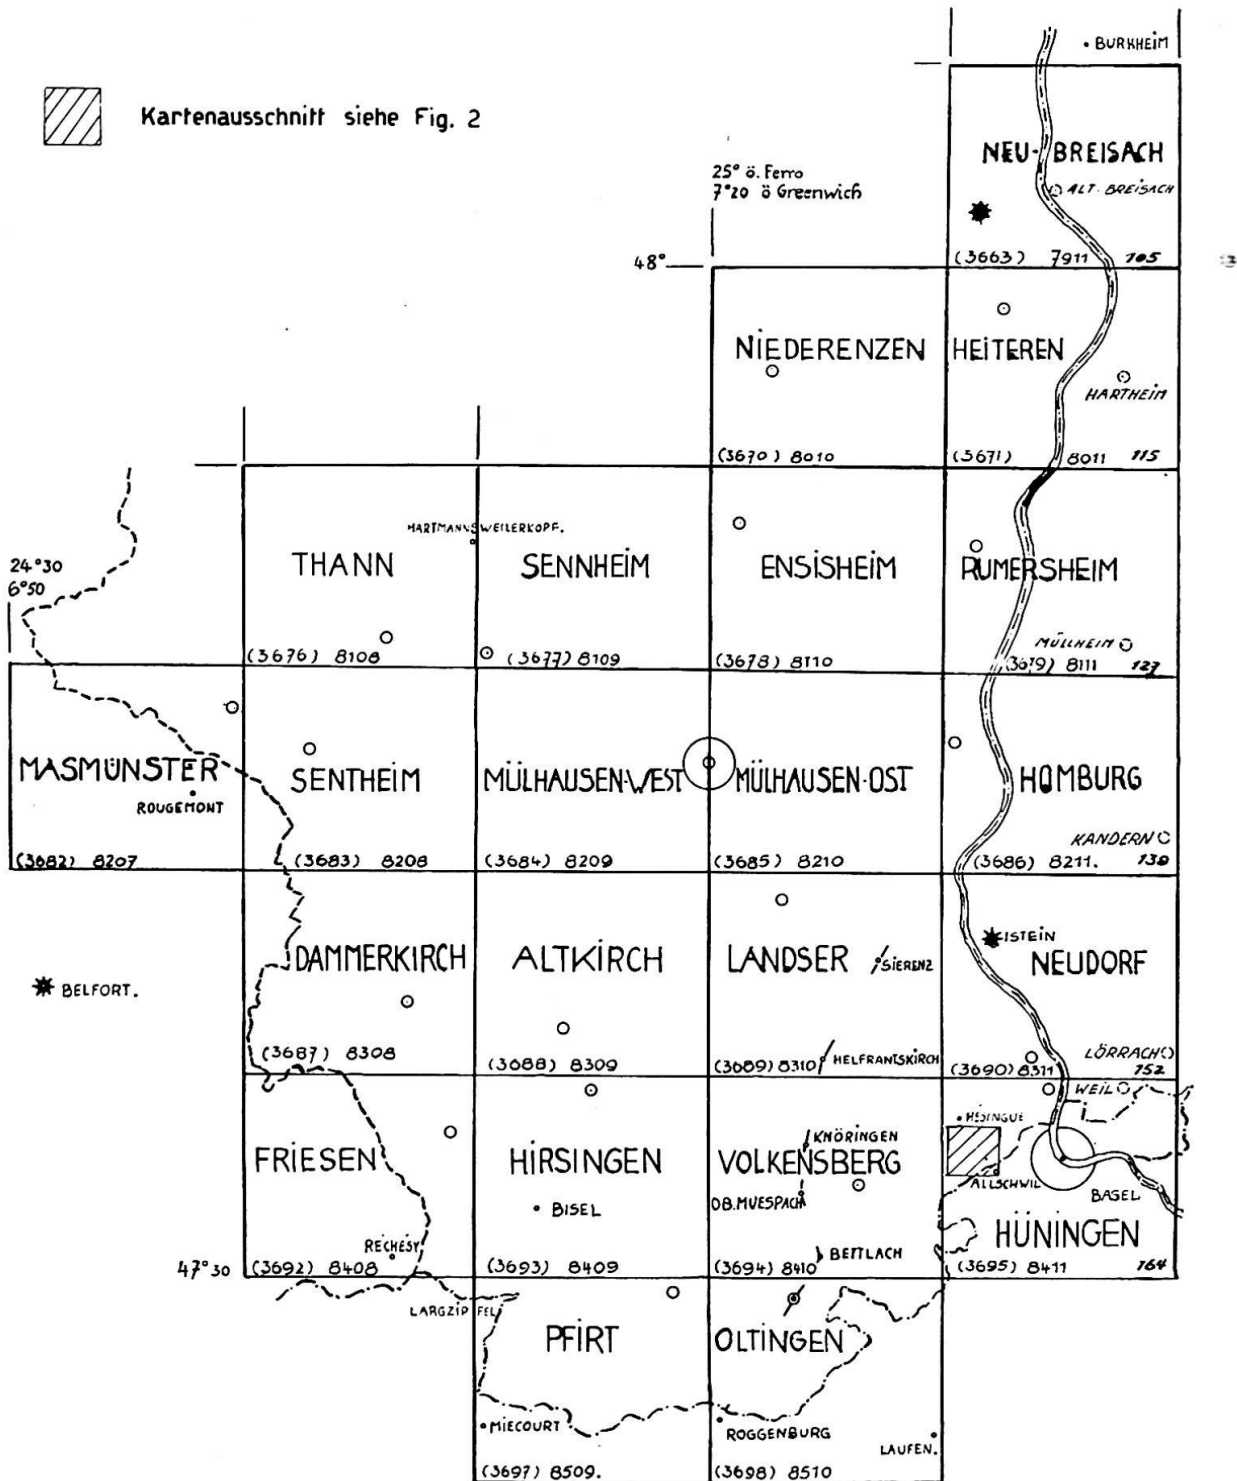 BURKHEIM
Kartenausschnitt siehe Fig. 2
NEU-BREISACH
25° ö. Ferro
7°20 ö Greenwich
ALT-BREISACH
48°
(3663) 7911 105
NIEDERENZEN
HEITEREN
HARTHEIM
(3670) 8010
(3671) 8011 115
HARTMANNSWEILERKOPF.
24°30
6°50
THANN
SENNHEIM
ENSISHEIM
RUMERSHEIM
MÜLLHEIM
(3676) 8108
(3677) 8109
(3678) 8110
(3679) 8111 127
MASMÜNSTER
SENTHEIM
MÜLHAUSEN-WEST
MÜLHAUSEN-OST
HOMBURG
ROUGEMONT
KANDERN
(3682) 8207
(3683) 8208
(3684) 8209
(3685) 8210
(3686) 8211. 139
ISTEIN
DAMMERKIRCH
ALTKIRCH
LANDSER
SIERENZ
NEUDORF
BELFORT.
LÖRRACH
(3687) 8308
(3688) 8309
(3689) 8310
HELFRANTSKIRCH
(3690) 8311 152
WEIL
HÉSINGUE
KNÖRINGEN
FRIESEN
HIRSINGEN
VOLKENSBERG
ALLSCHWIL
BASEL
OB.MUESPACH
BISEL
HÜNINGEN
RÉCHÉSY
BETTLACH
47°30
(3692) 8408
(3693) 8409
(3694) 8410
(3695) 8411 164
LARGZIPFEL
PFIRT
OLTINGEN
MIECOURT
ROGGENBURG
LAUFEN.
(3697) 8509.
(3698) 8510